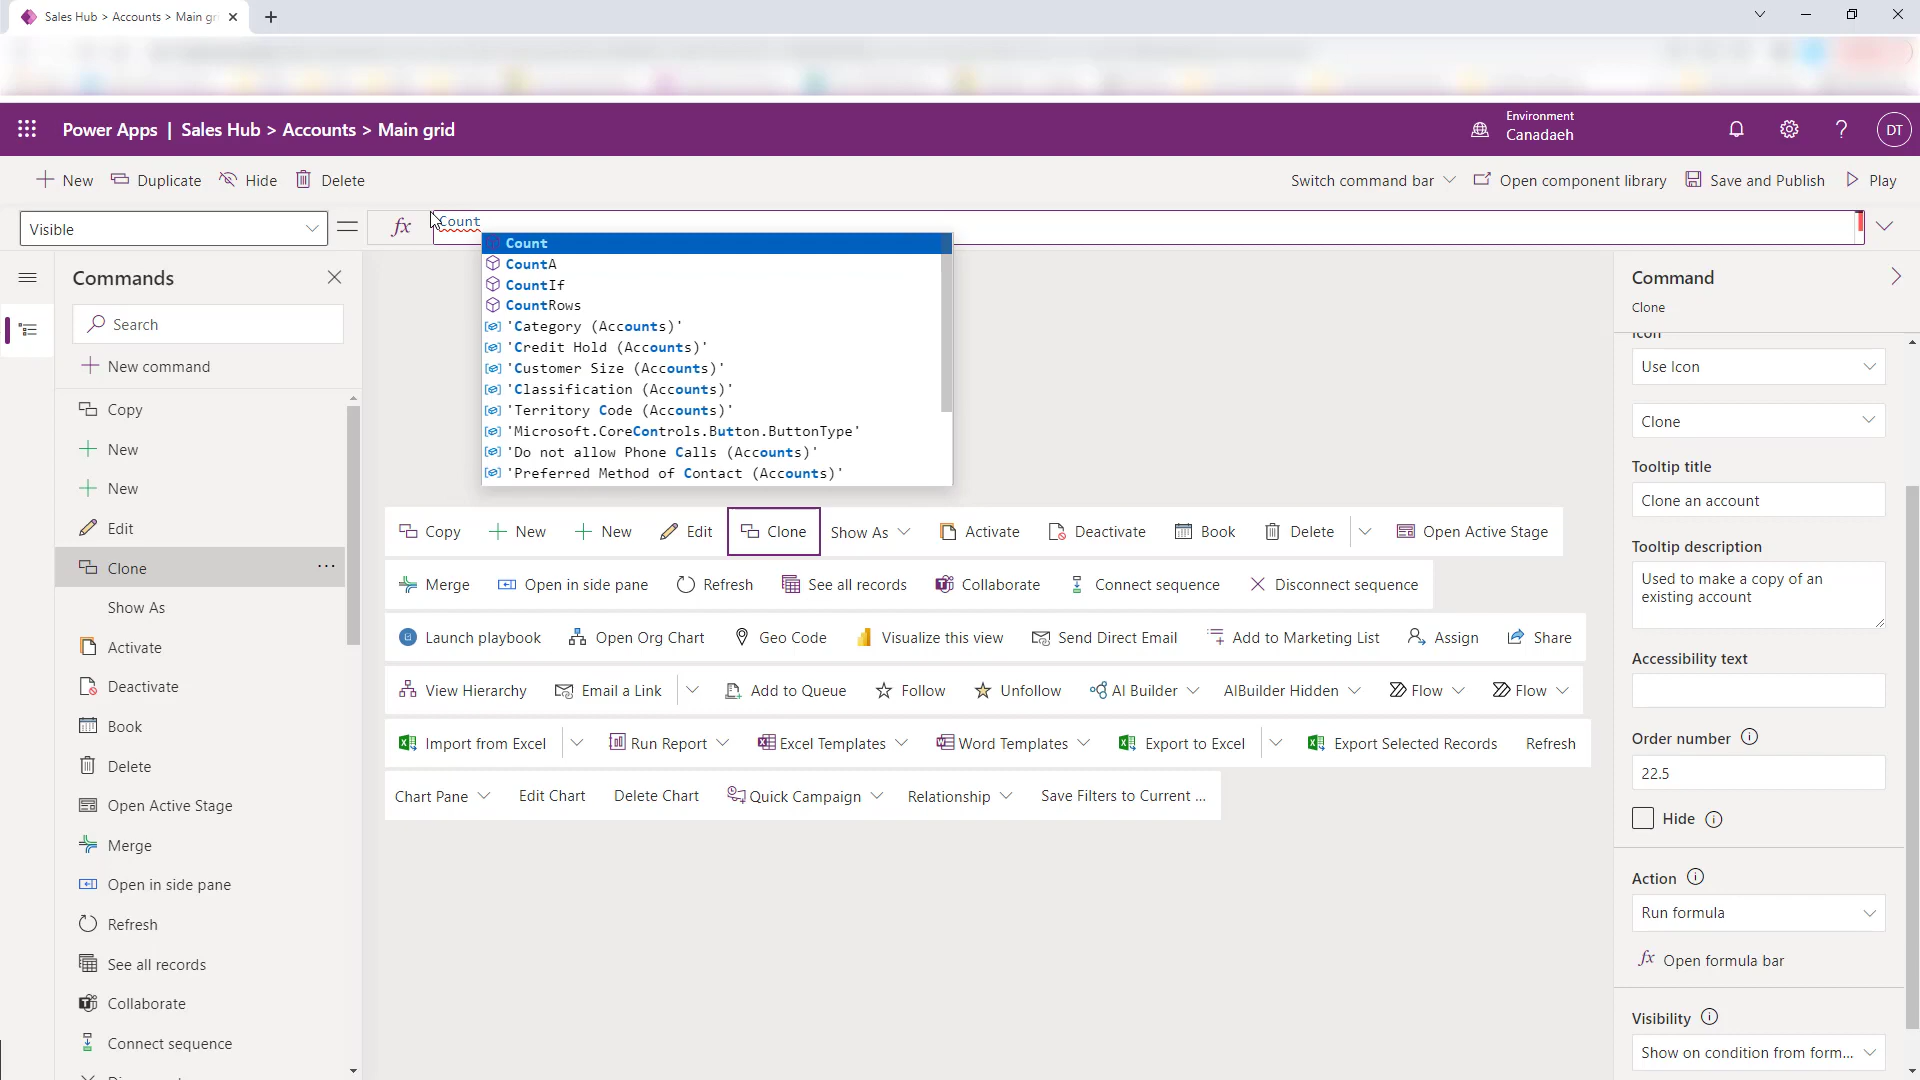 Sales Hub > Accounts > Main gr
Power Apps | Sales Hub > Accounts > Main grid
Environment
Canadaeh
DT
New
Duplicate
Hide
Delete
Switch command bar
Open component library
Save and Publish
Play
Visible
=
fx
Count
Count
CountA
CountIf
CountRows
'Category (Accounts)'
'Credit Hold (Accounts)'
'Customer Size (Accounts)'
'Classification (Accounts)'
'Territory Code (Accounts)'
'Microsoft.CoreControls.Button.ButtonType'
'Do not allow Phone Calls (Accounts)'
'Preferred Method of Contact (Accounts)'
Commands
Search
New command
Copy
New
New
Edit
Clone
Show As
Activate
Deactivate
Book
Delete
Open Active Stage
Merge
Open in side pane
Refresh
See all records
Collaborate
Connect sequence
Copy New New Edit Clone Show As Activate Deactivate Book Delete Open Active Stage
Merge Open in side pane Refresh See all records Collaborate Connect sequence Disconnect sequence
Launch playbook Open Org Chart Geo Code Visualize this view Send Direct Email Add to Marketing List Assign Share
View Hierarchy Email a Link Add to Queue Follow Unfollow AI Builder AIBuilder Hidden Flow Flow
Import from Excel Run Report Excel Templates Word Templates Export to Excel Export Selected Records Refresh
Chart Pane Edit Chart Delete Chart Quick Campaign Relationship Save Filters to Current ...
Command
Clone
Icon
Use Icon
Clone
Tooltip title
Clone an account
Tooltip description
Used to make a copy of an
existing account
Accessibility text
Order number
22.5
Hide
Action
Run formula
fx Open formula bar
Visibility
Show on condition from form...